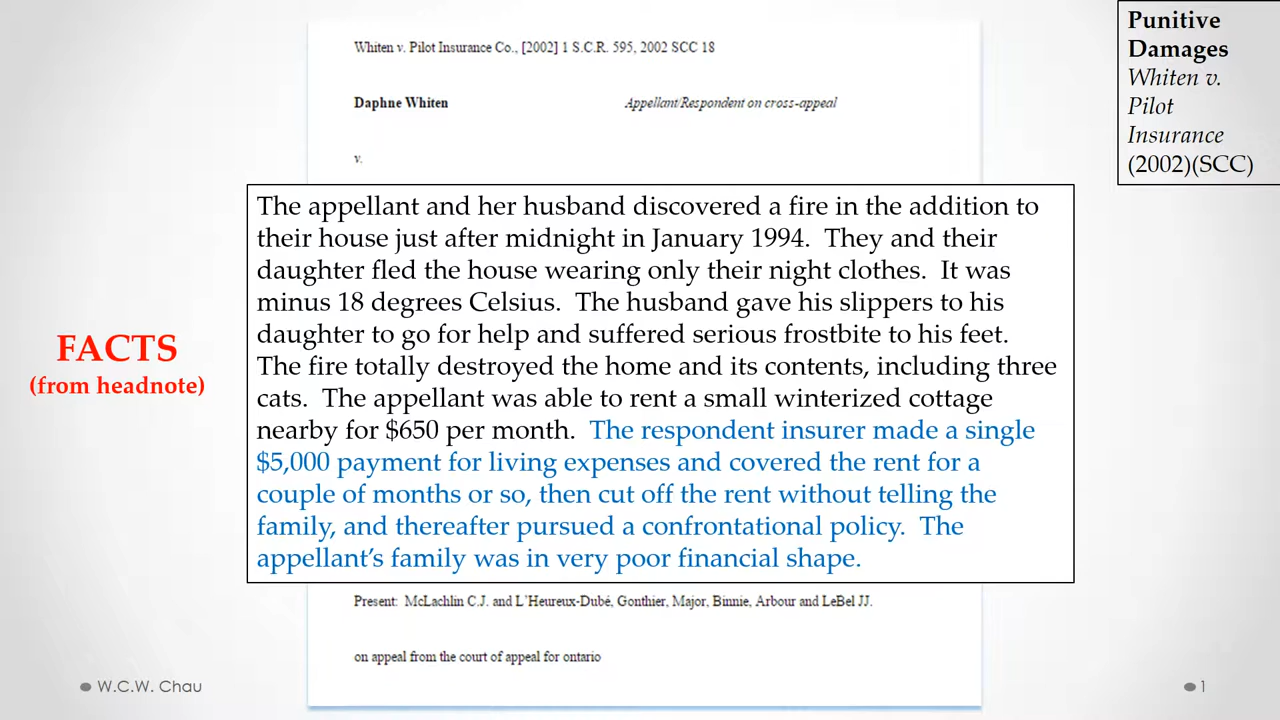 Whiten v. Pilot Insurance Co., [2002] 1 S.C.R. 595, 2002 SCC 18
Daphne Whiten
Appellant/Respondent on cross-appeal
v.
Punitive
Damages
Whiten v.
Pilot
Insurance
(2002)(SCC)
FACTS
(from headnote)
The appellant and her husband discovered a fire in the addition to
their house just after midnight in January 1994.  They and their
daughter fled the house wearing only their night clothes.  It was
minus 18 degrees Celsius.  The husband gave his slippers to his
daughter to go for help and suffered serious frostbite to his feet.
The fire totally destroyed the home and its contents, including three
cats.  The appellant was able to rent a small winterized cottage
nearby for $650 per month.  The respondent insurer made a single
$5,000 payment for living expenses and covered the rent for a
couple of months or so, then cut off the rent without telling the
family, and thereafter pursued a confrontational policy.  The
appellant's family was in very poor financial shape.
Present:  McLachlin C.J. and L'Heureux-Dubé, Gonthier, Major, Binnie, Arbour and LeBel JJ.
on appeal from the court of appeal for ontario
W.C.W. Chau
1